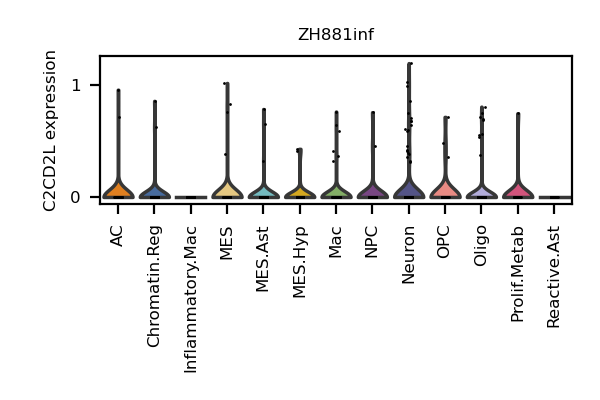 ZH881inf
C2CD2L expression
1
0
AC
Chromatin.Reg
Inflammatory.Mac
MES
MES.Ast
MES.Hyp
Mac
NPC
Neuron
OPC
Oligo
Prolif.Metab
Reactive.Ast